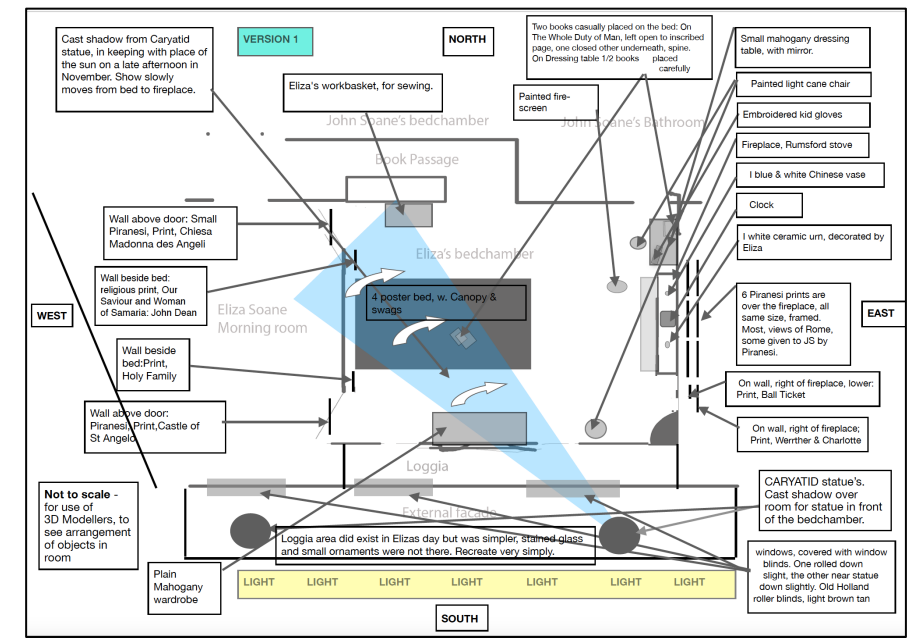 Cast shadow from Caryatid
statue, in keeping with place of
the sun on a late afternoon in
November. Show slowly
moves from bed to fireplace.
VERSION 1
NORTH
Two books casually placed on the bed: On
The Whole Duty of Man, left open to inscribed
page, one closed other underneath, spine.
On Dressing table 1/2 books placed
carefully
Small mahogany dressing
table, with mirror.
Eliza's workbasket, for sewing.
Painted fire-
screen
Painted light cane chair
Embroidered kid gloves
John Soane's bedchamber
John Soane's Bathroom
Fireplace, Rumsford stove
Book Passage
1 blue & white Chinese vase
Clock
Wall above door: Small
Piranesi, Print, Chiesa
Madonna des Angeli
1 white ceramic urn, decorated by
Eliza
Eliza's bedchamber
Wall beside bed:
religious print, Our
Saviour and Woman
of Samaria: John Dean
4 poster bed, w. Canopy &
swags
6 Piranesi prints are
over the fireplace, all
same size, framed.
Most, views of Rome,
some given to JS by
Piranesi.
WEST
Eliza Soane
Morning room
EAST
Wall beside
bed:Print,
Holy Family
On wall, right of fireplace, lower:
Print, Ball Ticket
Wall above door:
Piranesi, Print,Castle of
St Angelo
On wall, right of fireplace;
Print, Werrther & Charlotte
Loggia
Not to scale -
for use of
3D Modellers, to
see arrangement
of objects in
room
CARYATID statue's.
Cast shadow over
room for statue in front
of the bedchamber.
External facade
Loggia area did exist in Elizas day but was simpler, stained glass
and small ornaments were not there. Recreate very simply.
windows, covered with window
blinds. One rolled down
slight, the other near statue
down slightly. Old Holland
roller blinds, light brown tan
Plain
Mahogany
wardrobe
LIGHT LIGHT LIGHT LIGHT LIGHT LIGHT LIGHT
SOUTH